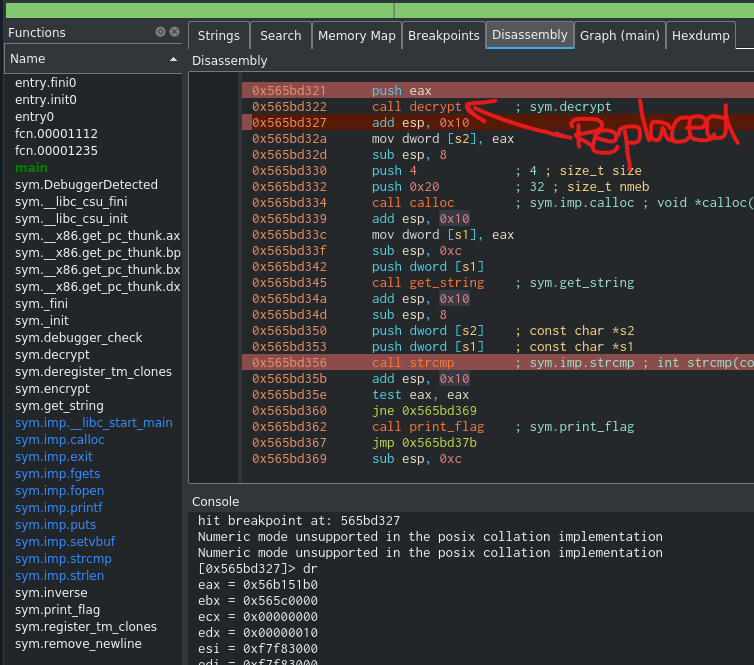 Functions
Name
entry.fini0
entry.init0
entry0
fcn.00001112
fcn.00001235
main
sym.DebuggerDetected
sym.__libc_csu_fini
sym.__libc_csu_init
sym.__x86.get_pc_thunk.ax
sym.__x86.get_pc_thunk.bp
sym.__x86.get_pc_thunk.bx
sym.__x86.get_pc_thunk.dx
sym._fini
sym._init
sym.debugger_check
sym.decrypt
sym.deregister_tm_clones
sym.encrypt
sym.get_string
sym.imp.__libc_start_main
sym.imp.calloc
sym.imp.exit
sym.imp.fgets
sym.imp.fopen
sym.imp.printf
sym.imp.puts
sym.imp.setvbuf
sym.imp.strcmp
sym.imp.strlen
sym.inverse
sym.print_flag
sym.register_tm_clones
sym.remove_newline
Strings Search Memory Map Breakpoints Disassembly Graph (main) Hexdump
Disassembly
0x565bd321 push eax
0x565bd322 call decrypt ; sym.decrypt
0x565bd327 add esp, 0x10
Replaced
0x565bd32a mov dword [s2], eax
0x565bd32d sub esp, 8
0x565bd330 push 4 ; 4 ; size_t size
0x565bd332 push 0x20 ; 32 ; size_t nmeb
0x565bd334 call calloc ; sym.imp.calloc ; void *calloc(
0x565bd339 add esp, 0x10
0x565bd33c mov dword [s1], eax
0x565bd33f sub esp, 0xc
0x565bd342 push dword [s1]
0x565bd345 call get_string ; sym.get_string
0x565bd34a add esp, 0x10
0x565bd34d sub esp, 8
0x565bd350 push dword [s2] ; const char *s2
0x565bd353 push dword [s1] ; const char *s1
0x565bd356 call strcmp ; sym.imp.strcmp ; int strcmp(co
0x565bd35b add esp, 0x10
0x565bd35e test eax, eax
0x565bd360 jne 0x565bd369
0x565bd362 call print_flag ; sym.print_flag
0x565bd367 jmp 0x565bd37b
0x565bd369 sub esp, 0xc
Console
hit breakpoint at: 565bd327
Numeric mode unsupported in the posix collation implementation
Numeric mode unsupported in the posix collation implementation
[0x565bd327]> dr
eax = 0x56b151b0
ebx = 0x565c0000
ecx = 0x00000000
edx = 0x00000010
esi = 0xf7f83000
edi = 0xf7f83000